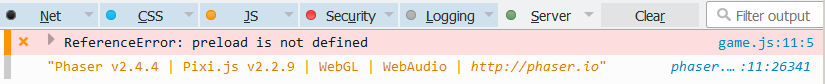 Net CSS JS Security Logging Server Clear Filter output
ReferenceError: preload is not defined game.js:11:5
"Phaser v2.4.4 | Pixi.js v2.2.9 | WebGL | WebAudio | http://phaser.io" phaser.… :11:26341